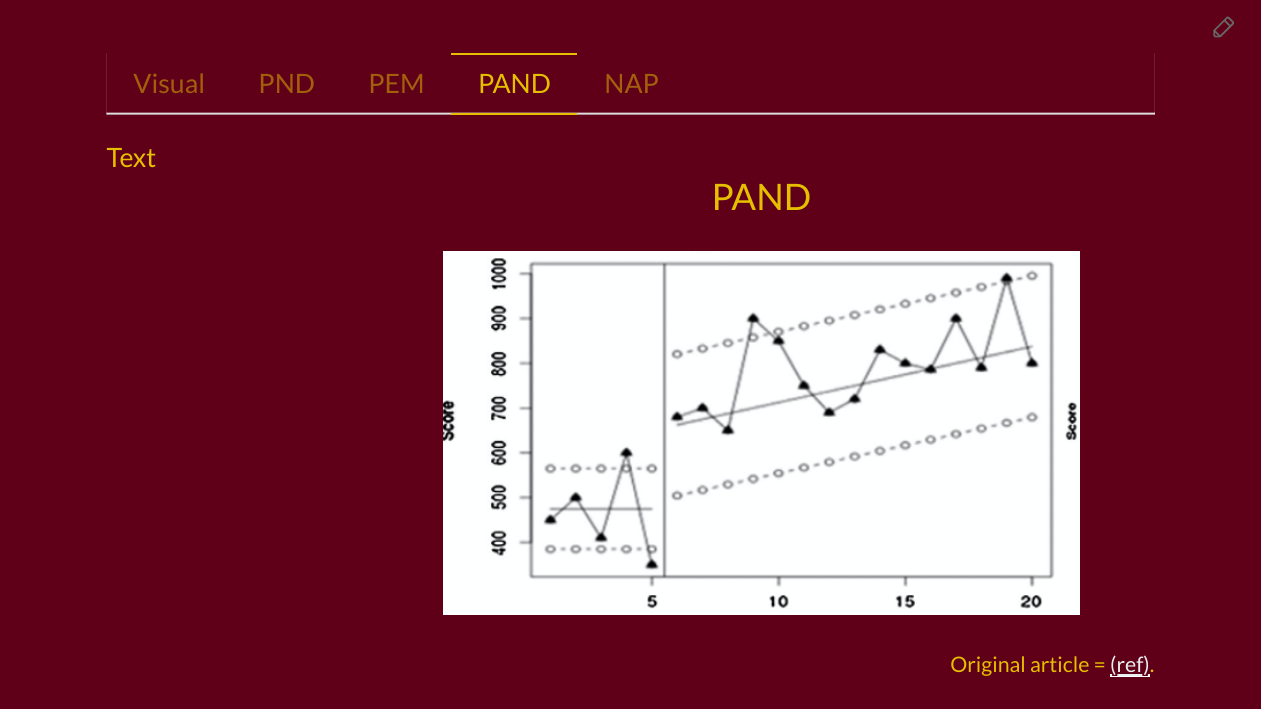 Visual PND PEM PAND NAP
Text
PAND
1000
900
800
700
600
500
400
Score
Score
5 10 15 20
Original article = (ref).